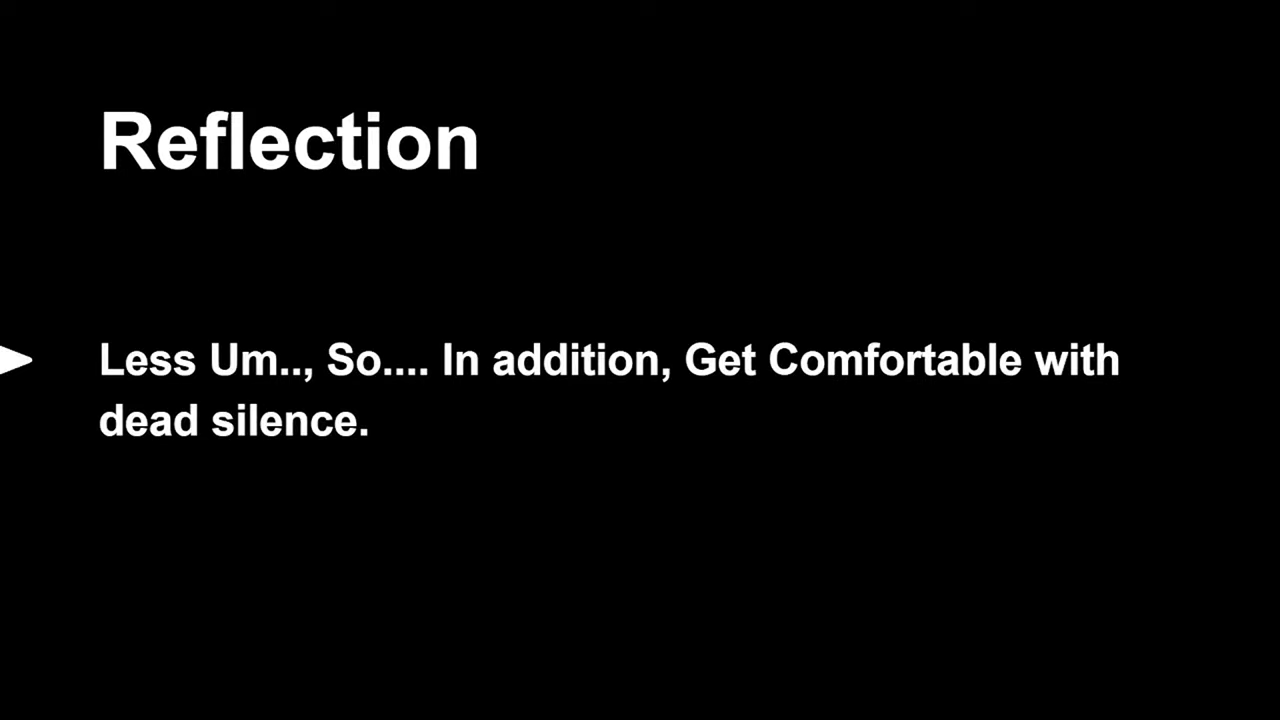 Reflection
Less Um.., So.... In addition, Get Comfortable with
dead silence.